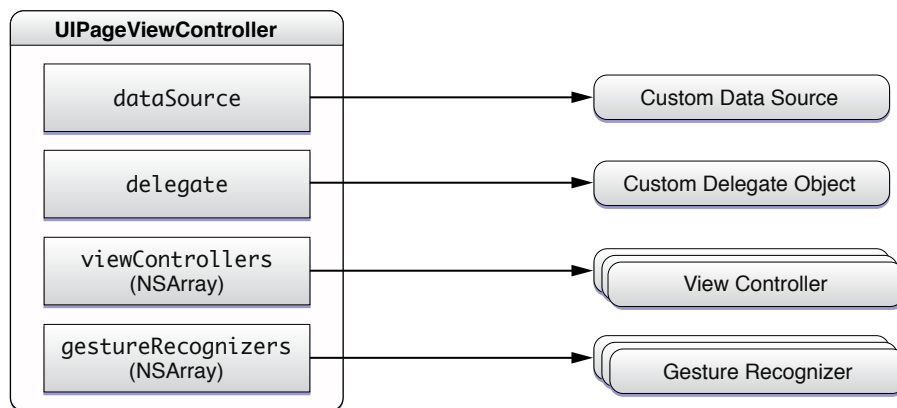 UIPageViewController
dataSource
Custom Data Source
delegate
Custom Delegate Object
viewControllers
(NSArray)
View Controller
gestureRecognizers
(NSArray)
Gesture Recognizer